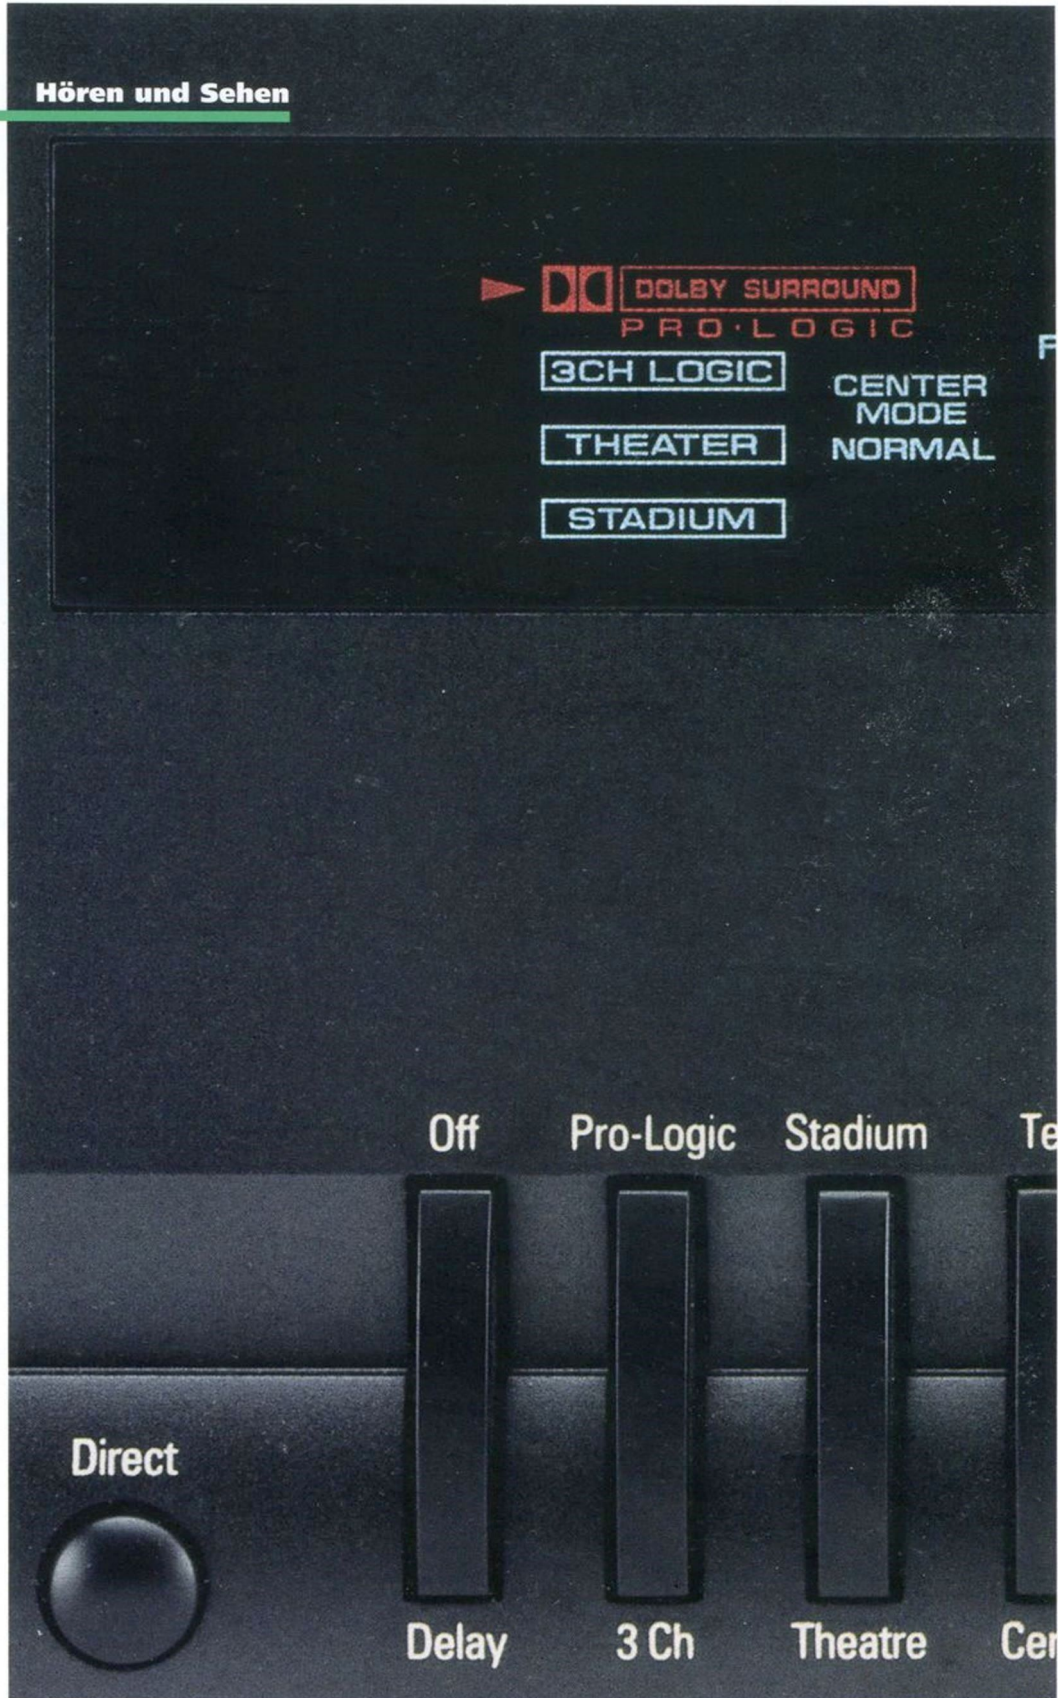 Hören und Sehen
DOLBY SURROUND
PRO·LOGIC
3CH LOGIC
CENTER
MODE
THEATER
NORMAL
STADIUM
Off Pro-Logic Stadium
Direct
Delay 3 Ch Theatre